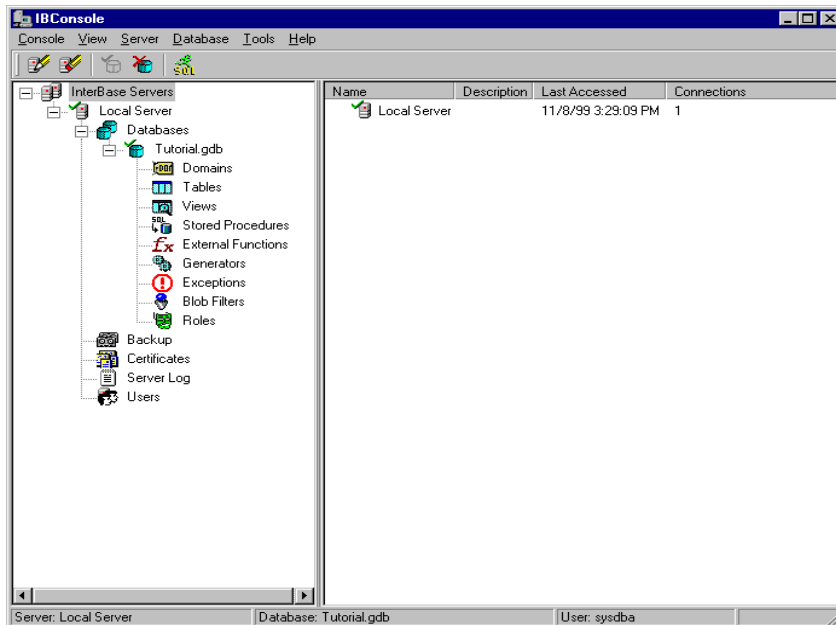 IBConsole
Console View Server Database Tools Help
SQL
InterBase Servers
Local Server
Databases
Tutorial.gdb
Domains
Tables
Views
SQL
Stored Procedures
fx External Functions
Generators
Exceptions
Blob Filters
Roles
Backup
Certificates
Server Log
Users
Name Description Last Accessed Connections
Local Server 11/8/99 3:29:09 PM 1
Server: Local Server Database: Tutorial.gdb User: sysdba